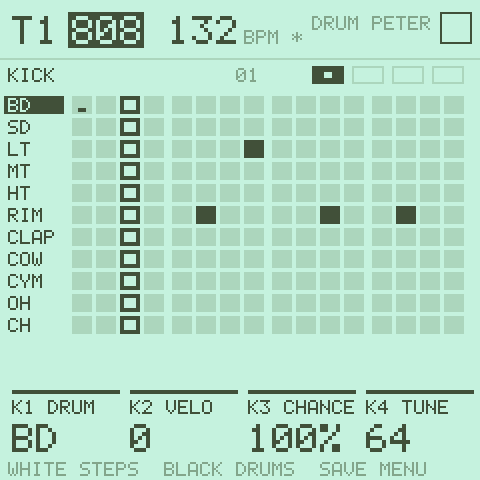 T1 808 132 BPM * DRUM PETER
KICK 01
BD
SD
LT
MT
HT
RIM
CLAP
COW
CYM
OH
CH
K1 DRUM K2 VELO K3 CHANCE K4 TUNE
BD 0 100% 64
WHITE STEPS BLACK DRUMS SAVE MENU